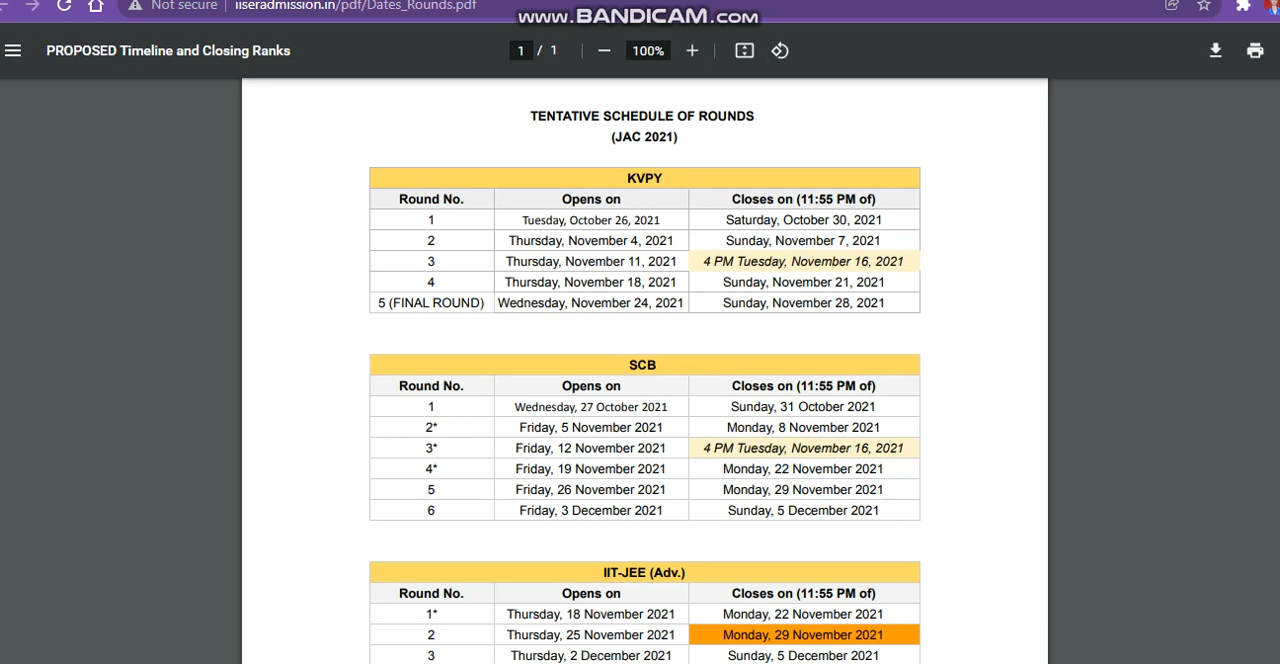 Not secure | iiseradmission.in/pdf/Dates_Rounds.pdf
www.BANDICAM.com
PROPOSED Timeline and Closing Ranks
1 / 1
100%
TENTATIVE SCHEDULE OF ROUNDS
(JAC 2021)
KVPY
Round No. Opens on Closes on (11:55 PM of)
1 Tuesday, October 26, 2021 Saturday, October 30, 2021
2 Thursday, November 4, 2021 Sunday, November 7, 2021
3 Thursday, November 11, 2021 4 PM Tuesday, November 16, 2021
4 Thursday, November 18, 2021 Sunday, November 21, 2021
5 (FINAL ROUND) Wednesday, November 24, 2021 Sunday, November 28, 2021
SCB
Round No. Opens on Closes on (11:55 PM of)
1 Wednesday, 27 October 2021 Sunday, 31 October 2021
2* Friday, 5 November 2021 Monday, 8 November 2021
3* Friday, 12 November 2021 4 PM Tuesday, November 16, 2021
4* Friday, 19 November 2021 Monday, 22 November 2021
5 Friday, 26 November 2021 Monday, 29 November 2021
6 Friday, 3 December 2021 Sunday, 5 December 2021
IIT-JEE (Adv.)
Round No. Opens on Closes on (11:55 PM of)
1* Thursday, 18 November 2021 Monday, 22 November 2021
2 Thursday, 25 November 2021 Monday, 29 November 2021
3 Thursday, 2 December 2021 Sunday, 5 December 2021